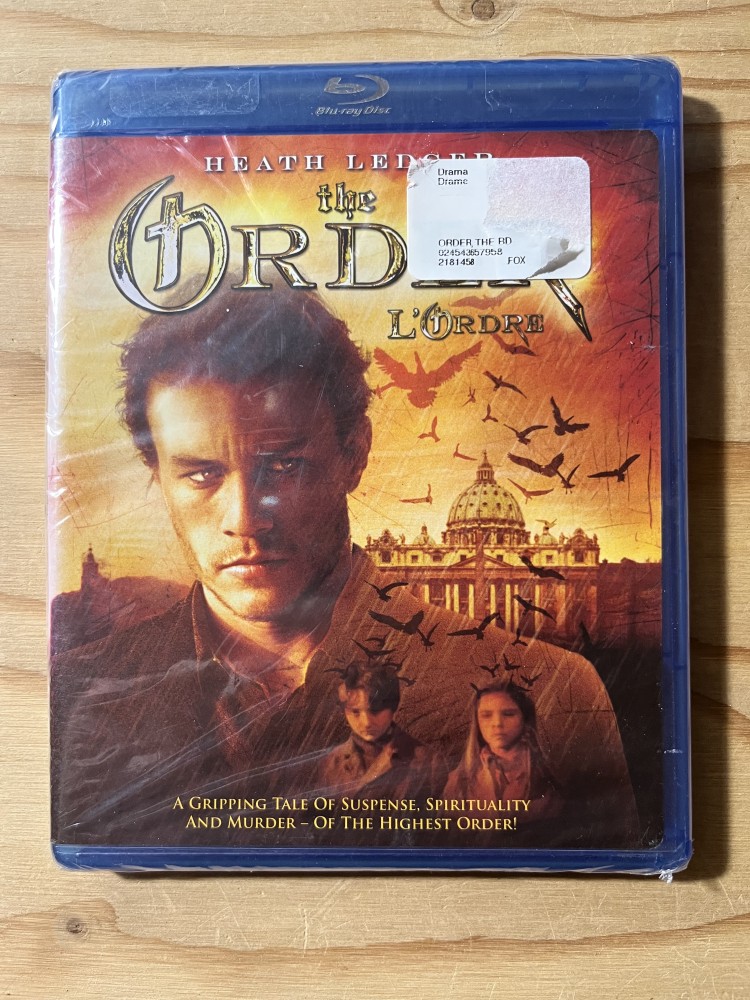 Blu-ray Disc
HEATH LEDGER
the
ORDER
L'ORDRE
Drama
Drame
ORDER, THE BD
024543657958
2181458 FOX
A GRIPPING TALE OF SUSPENSE, SPIRITUALITY
AND MURDER – OF THE HIGHEST ORDER!